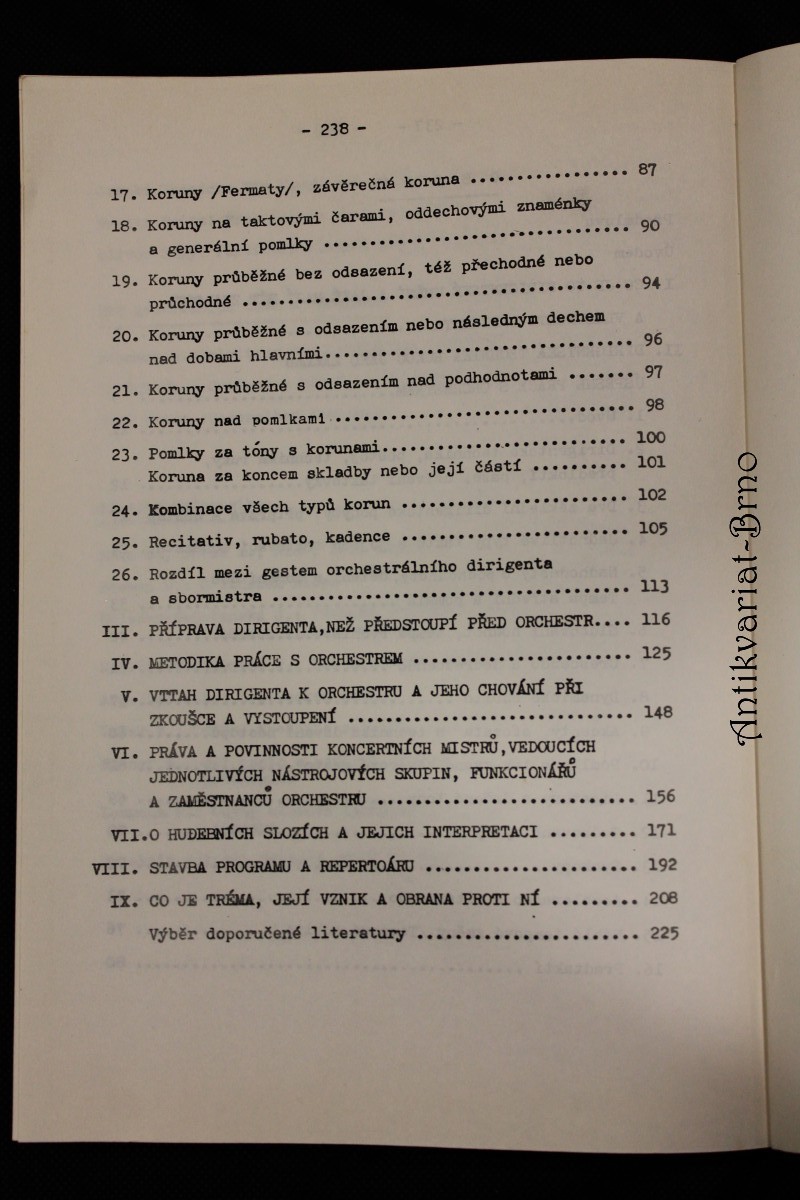 - 238 -
17. Koruny /Fermaty/, závěrečná koruna ................. 87
18. Koruny na taktovými čarami, oddechovými znaménky
a generální pomlky ................................. 90
19. Koruny průběžné bez odsazení, též přechodné nebo
průchodné .......................................... 94
20. Koruny průběžné s odsazením nebo následným dechem
nad dobami hlavními................................. 96
21. Koruny průběžné s odsazením nad podhodnotami ....... 97
22. Koruny nad pomlkami ................................ 98
23. Pomlky za tóny s korunami.......................... 100
Koruna za koncem skladby nebo její částí .......... 101
24. Kombinace všech typů korun ........................ 102
25. Recitativ, rubato, kadence ........................ 105
26. Rozdíl mezi gestem orchestrálního dirigenta
a sbormistra ...................................... 113
III. PŘÍPRAVA DIRIGENTA,NEŽ PŘEDSTOUPÍ PŘED ORCHESTR.... 116
IV. METODIKA PRÁCE S ORCHESTREM ....................... 125
V. VZTAH DIRIGENTA K ORCHESTRU A JEHO CHOVÁNÍ PŘI
ZKOUŠCE A VYSTOUPENÍ .............................. 148
VI. PRÁVA A POVINNOSTI KONCERTNÍCH MISTRŮ,VEDOUCÍCH
JEDNOTLIVÝCH NÁSTROJOVÝCH SKUPIN, FUNKCIONÁŘŮ
A ZAMĚSTNANCŮ ORCHESTRU ........................... 156
VII.O HUDEBNÍCH SLOZÍCH A JEJICH INTERPRETACI ......... 171
VIII. STAVBA PROGRAMU A REPERTOÁRU ...................... 192
IX. CO JE TRÉMA, JEJÍ VZNIK A OBRANA PROTI NÍ ......... 208
Výběr doporučené literatury ....................... 225
Antikvariat-Brno